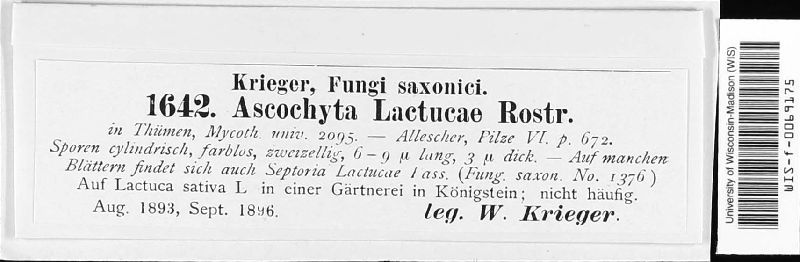 Krieger, Fungi saxonici.
1642. Ascochyta Lactucae Rostr.
in Thümen, Mycoth. univ. 2095. — Allescher, Pilze VI. p. 672.
Sporen cylindrisch, farblos, zweizellig, 6 – 9 µ lang, 3 µ dick. — Auf manchen
Blättern findet sich auch Septoria Lactucae Pass. (Fung. saxon. No. 1376)
Auf Lactuca sativa L in einer Gärtnerei in Königstein; nicht häufig.
Aug. 1893, Sept. 1896. leg. W. Krieger.
University of Wisconsin-Madison (WIS)
WIS-f-0069175